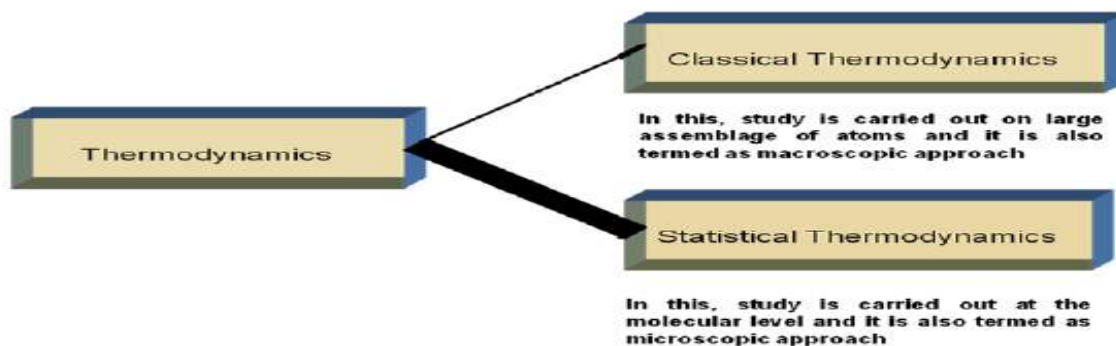 Classical Thermodynamics
In this, study is carried out on large
assemblage of atoms and it is also
termed as macroscopic approach
Thermodynamics
Statistical Thermodynamics
In this, study is carried out at the
molecular level and it is also termed as
microscopic approach